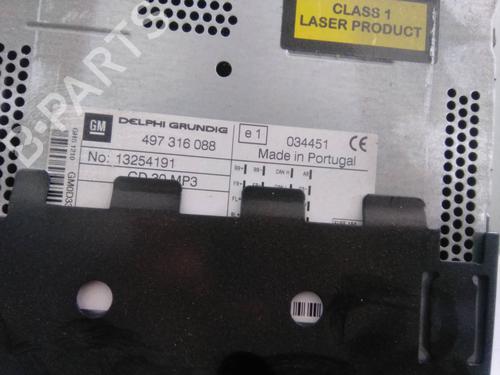 CLASS 1
LASER PRODUCT
B-PARTS
GM DELPHI GRUNDIG
497 316 088
e1 034451 CE
Made in Portugal
No: 13254191
CD 30 MP3
CAN H